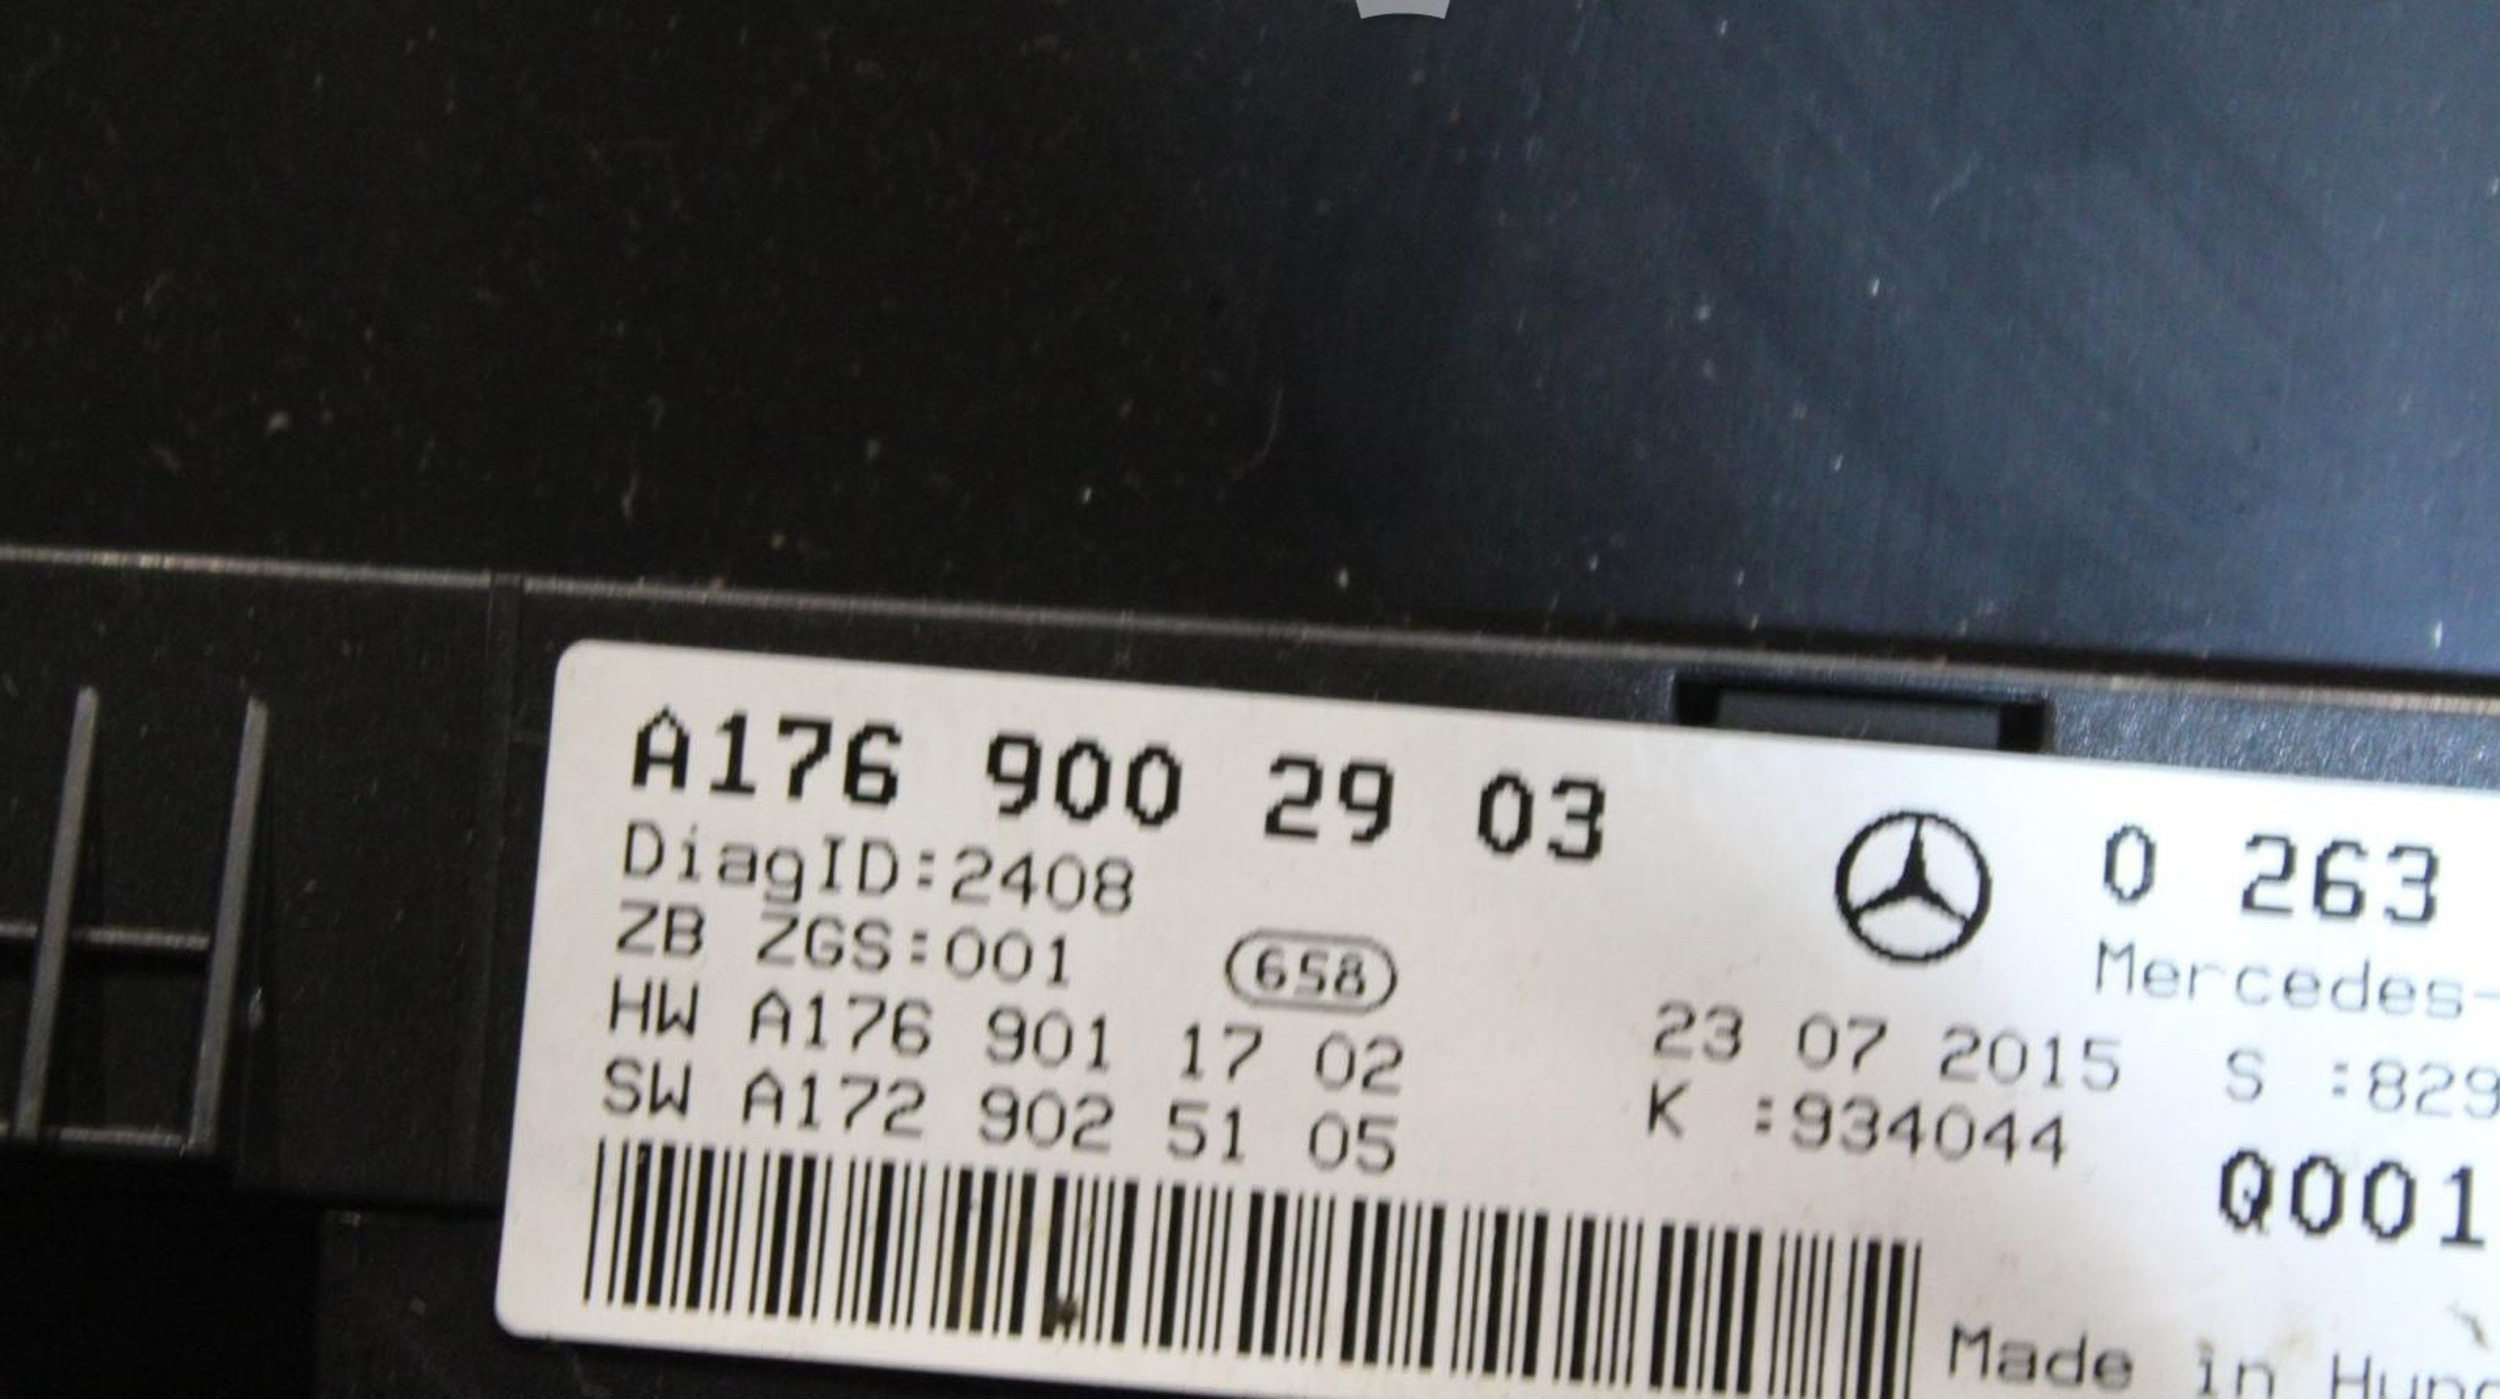 A176 900 29 03
DiagID:2408
ZB ZGS:001
658
HW A176 901 17 02
SW A172 902 51 05
23 07 2015
K :934044
0 263
Mercedes-
S :829
Q001
Made in Hung